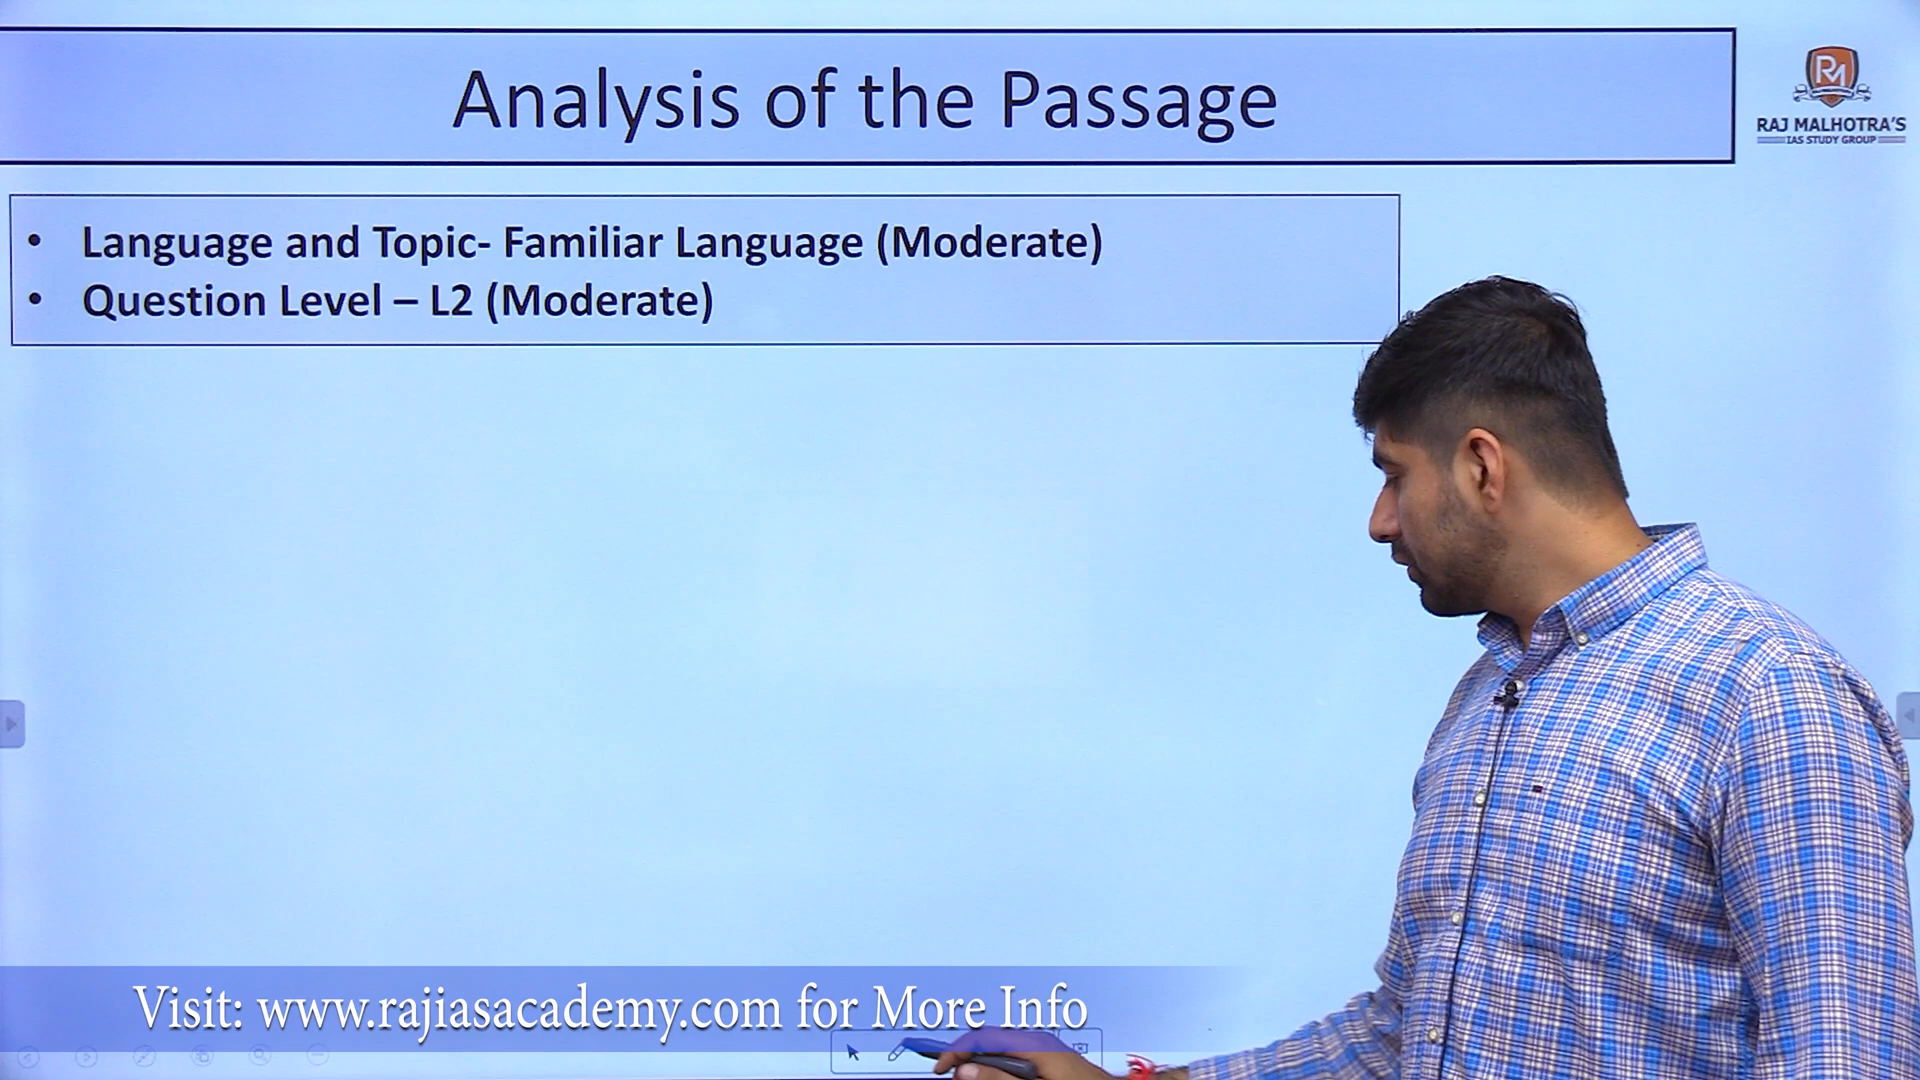 Analysis of the Passage
RM
RAJ MALHOTRA'S
IAS STUDY GROUP
• Language and Topic- Familiar Language (Moderate)
• Question Level – L2 (Moderate)
Visit: www.rajiasacademy.com for More Info